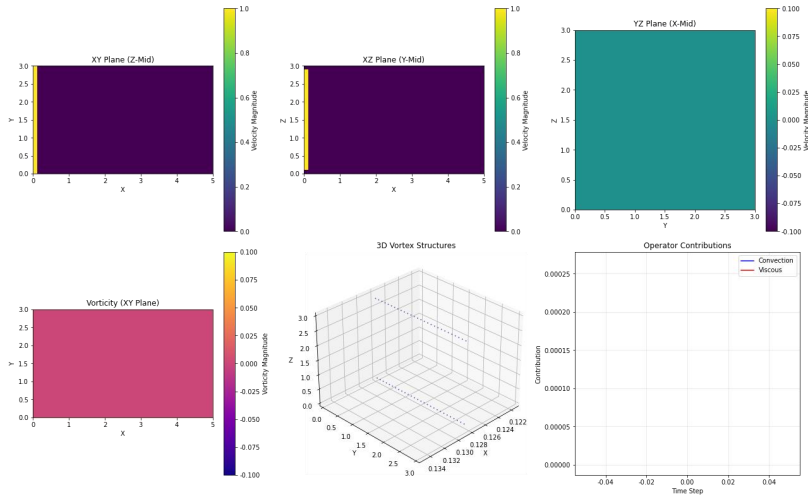 XY Plane (Z-Mid)
3.0
2.5
2.0
1.5
1.0
0.5
0.0
Y
0 1 2 3 4 5
X
1.0
0.8
0.6
0.4
0.2
0.0
Velocity Magnitude
XZ Plane (Y-Mid)
3.0
2.5
2.0
1.5
1.0
0.5
0.0
Z
0 1 2 3 4 5
X
1.0
0.8
0.6
0.4
0.2
0.0
Velocity Magnitude
YZ Plane (X-Mid)
3.0
2.5
2.0
1.5
1.0
0.5
0.0
Z
0.0 0.5 1.0 1.5 2.0 2.5 3.0
Y
0.100
0.075
0.050
0.025
0.000
-0.025
-0.050
-0.075
-0.100
Velocity Magnitude
Vorticity (XY Plane)
3.0
2.5
2.0
1.5
1.0
0.5
0.0
Y
0 1 2 3 4 5
X
0.100
0.075
0.050
0.025
0.000
-0.025
-0.050
-0.075
-0.100
Vorticity Magnitude
3D Vortex Structures
3.0
2.5
2.0
1.5
1.0
0.5
0.0
Z
0.0
0.5
1.0
1.5
2.0
2.5
3.0
Y
0.122
0.124
0.126
0.128
0.130
0.132
0.134
X
Operator Contributions
Convection
Viscous
0.00025
0.00020
0.00015
0.00010
0.00005
0.00000
Contribution
-0.04 -0.02 0.00 0.02 0.04
Time Step